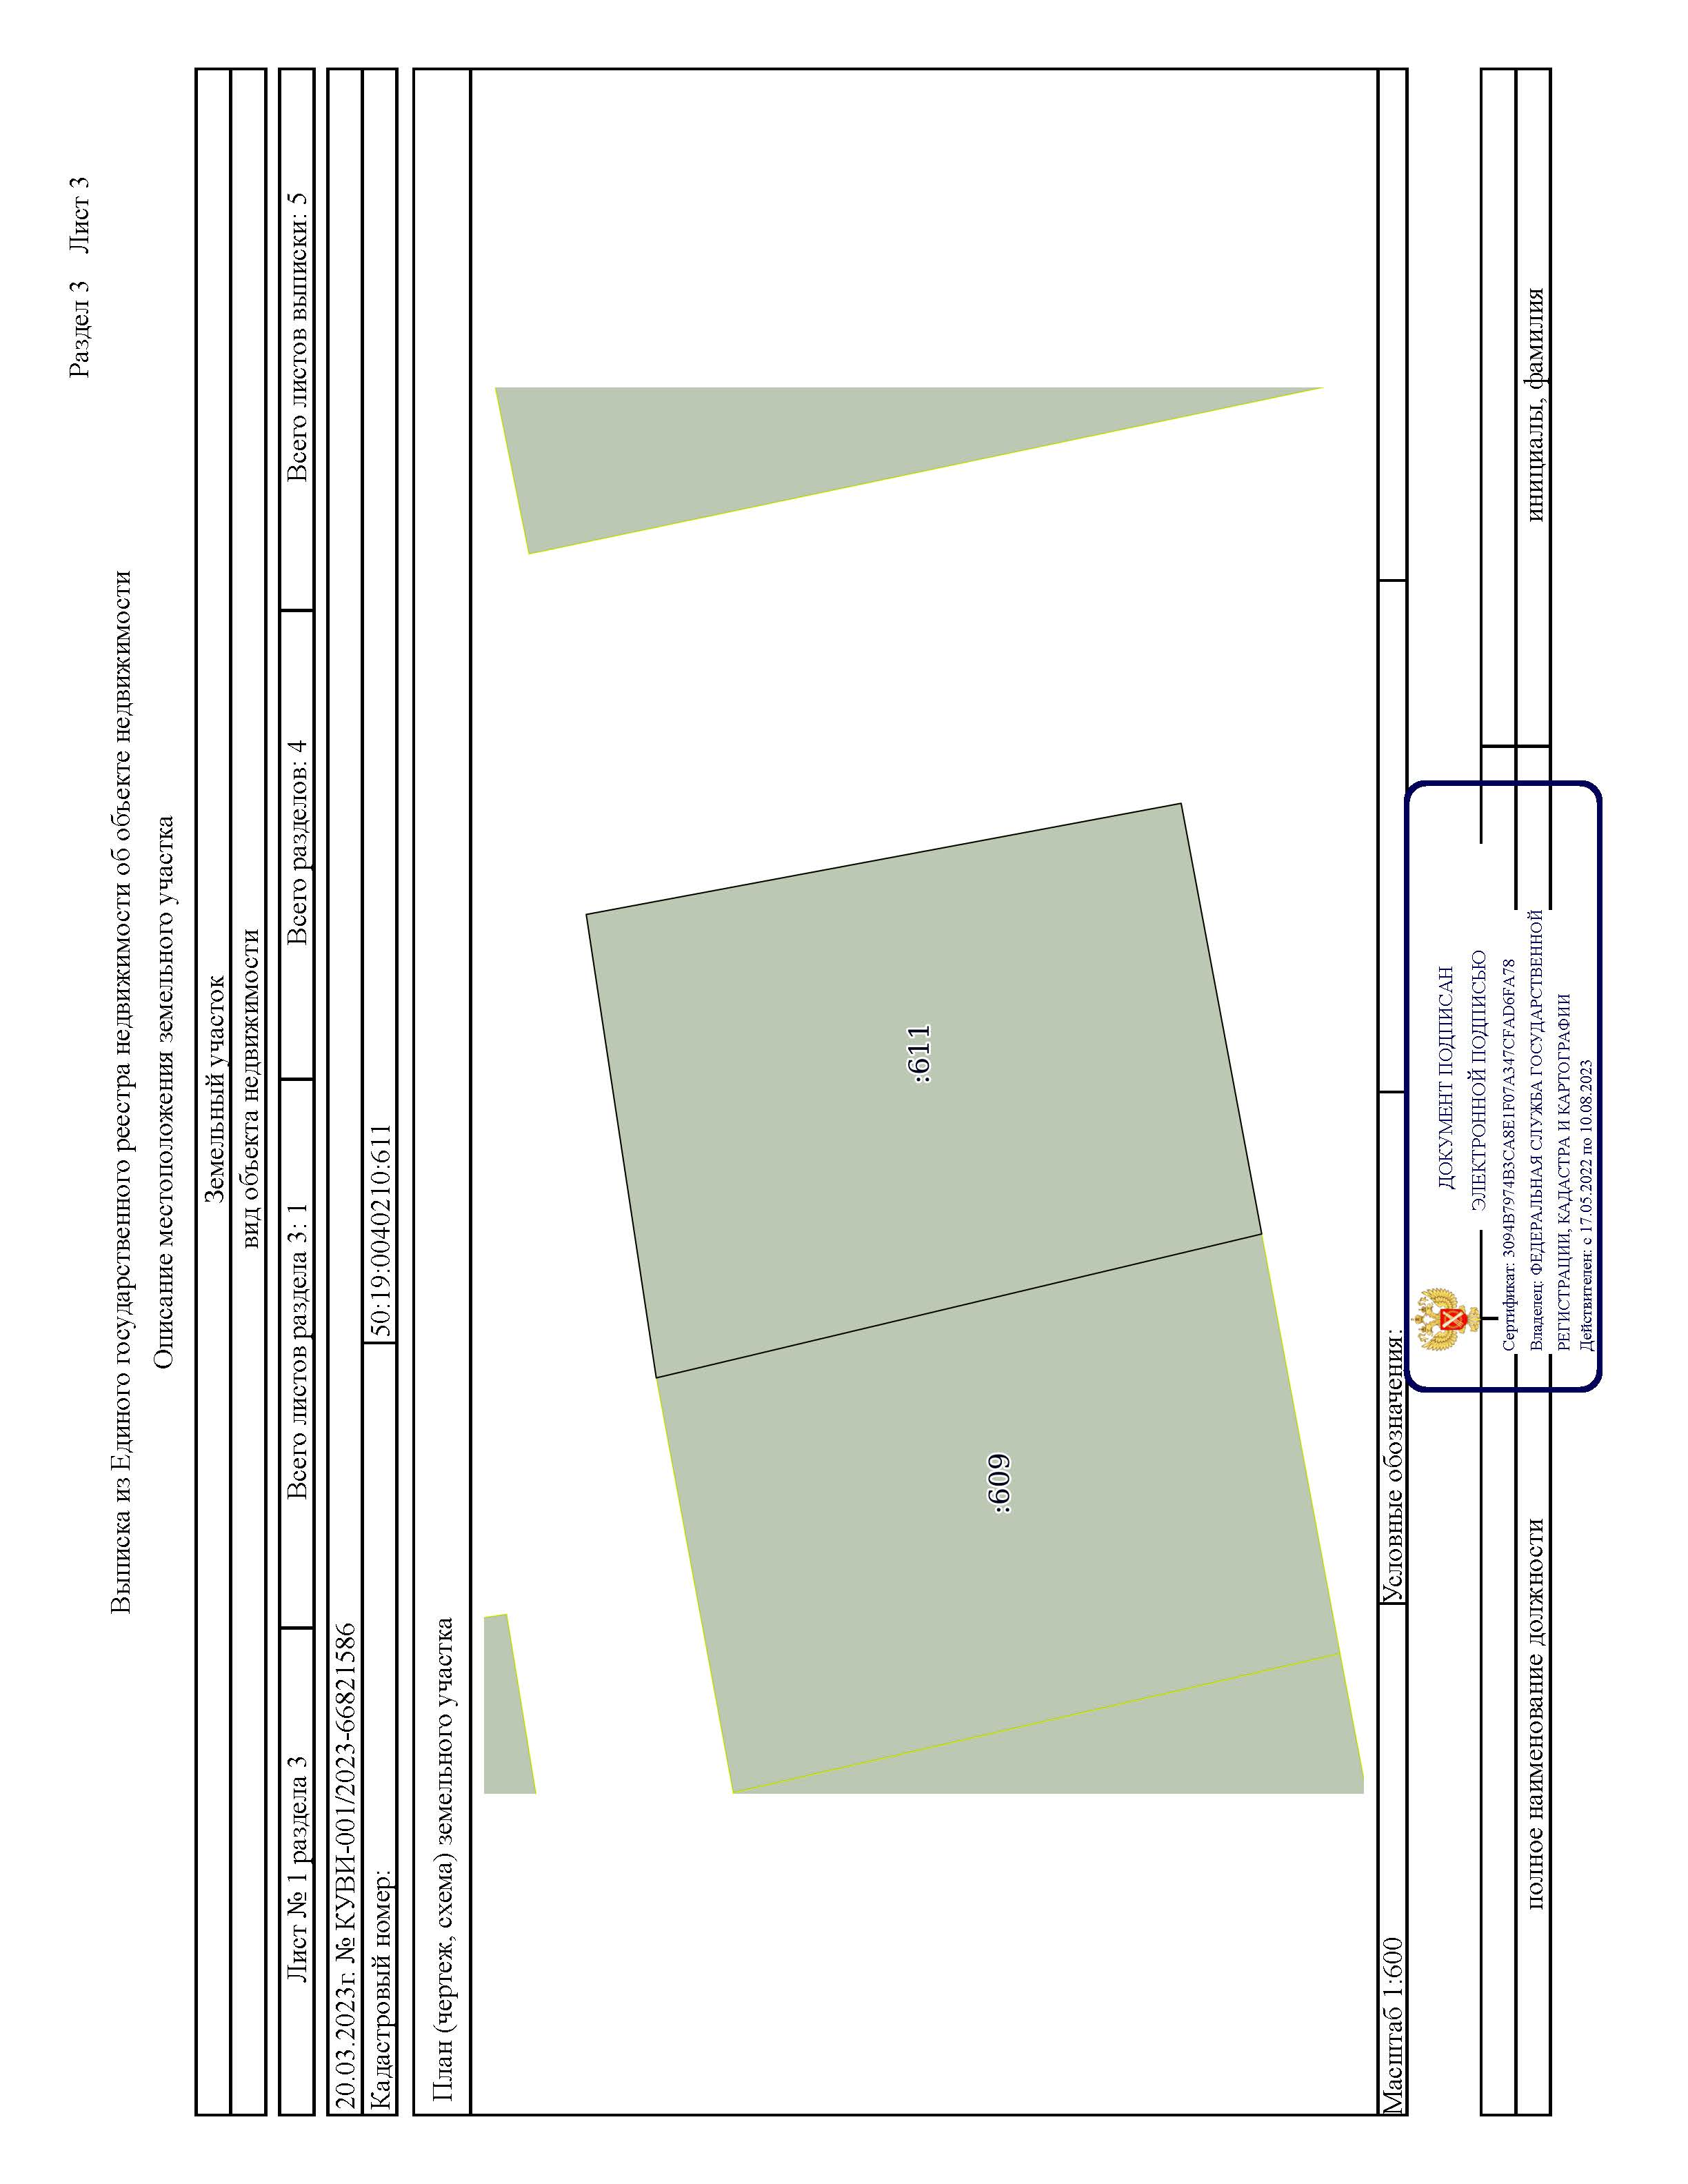 Раздел 3 Лист 3
Выписка из Единого государственного реестра недвижимости об объекте недвижимости
Описание местоположения земельного участка
Земельный участок
вид объекта недвижимости
Лист № 1 раздела 3 Всего листов раздела 3: 1 Всего разделов: 4 Всего листов выписки: 5
20.03.2023г. № КУВИ-001/2023-66821586
Кадастровый номер: 50:19:0040210:611
План (чертеж, схема) земельного участка
:611
:609
Масштаб 1:600 Условные обозначения:
ДОКУМЕНТ ПОДПИСАН
ЭЛЕКТРОННОЙ ПОДПИСЬЮ
Сертификат: 3094B7974B3CA8E1F07A347CFAD6FA78
Владелец: ФЕДЕРАЛЬНАЯ СЛУЖБА ГОСУДАРСТВЕННОЙ
РЕГИСТРАЦИИ, КАДАСТРА И КАРТОГРАФИИ
Действителен: с 17.05.2022 по 10.08.2023
полное наименование должности инициалы, фамилия